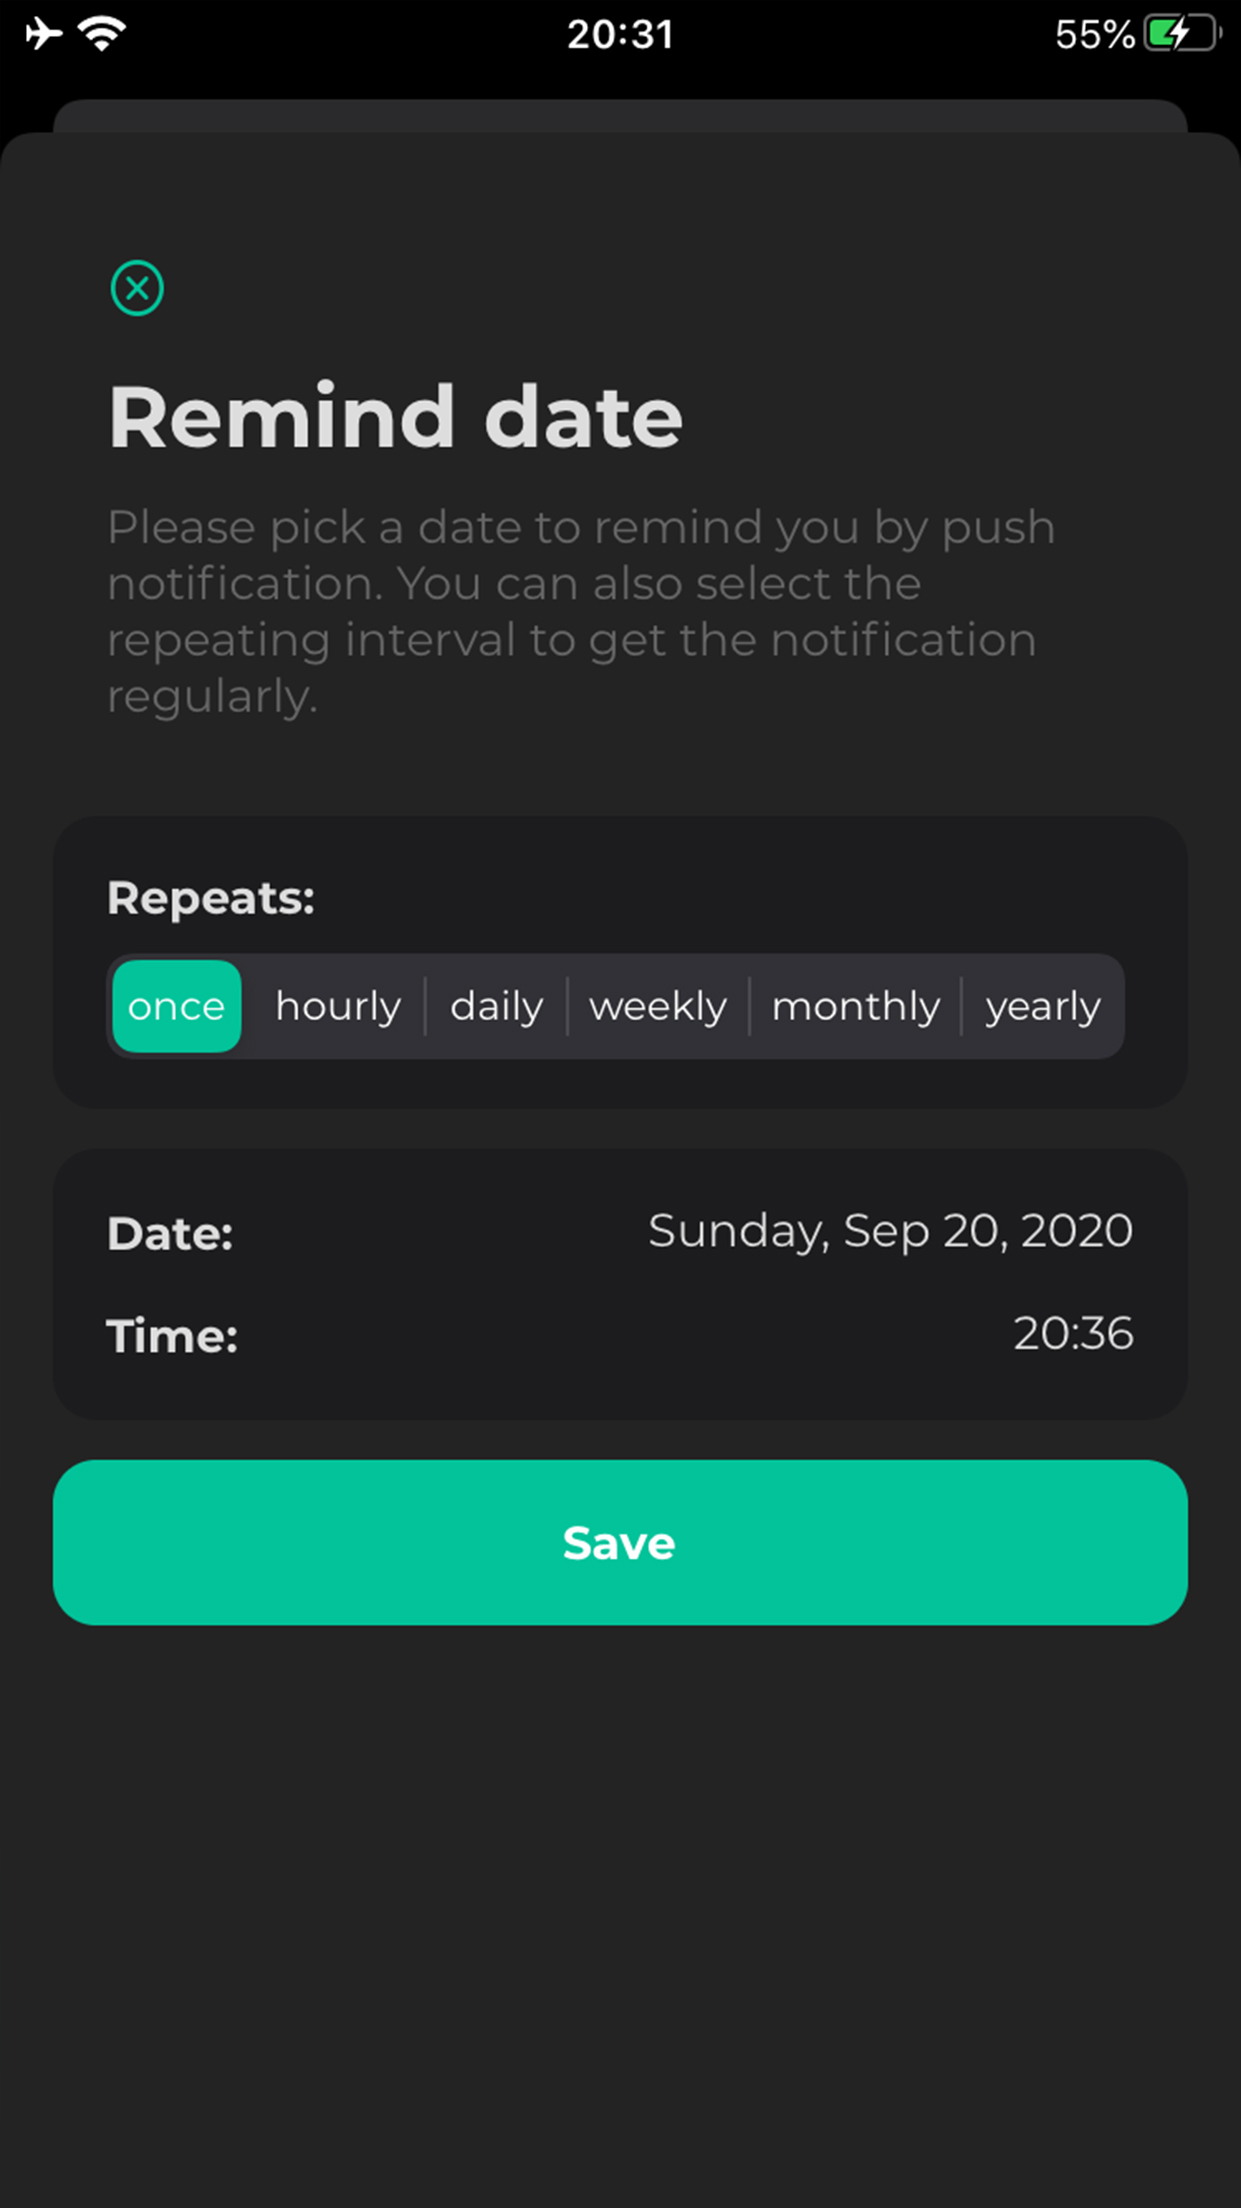 20:31
55%
Remind date
Please pick a date to remind you by push
notification. You can also select the
repeating interval to get the notification
regularly.
Repeats:
once hourly daily weekly monthly yearly
Date: Sunday, Sep 20, 2020
Time: 20:36
Save